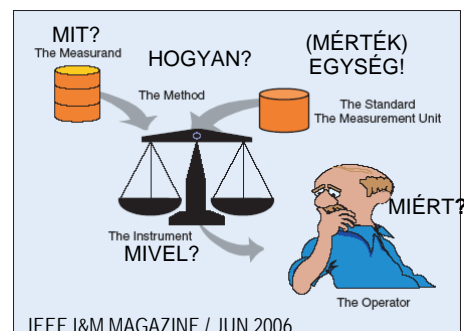 MIT?
The Measurand
HOGYAN?
(MÉRTÉK)
EGYSÉG!
The Method
The Standard
The Measurement Unit
MIÉRT?
The Instrument
MIVEL?
The Operator
IEEE I&M MAGAZINE / JUN 2006